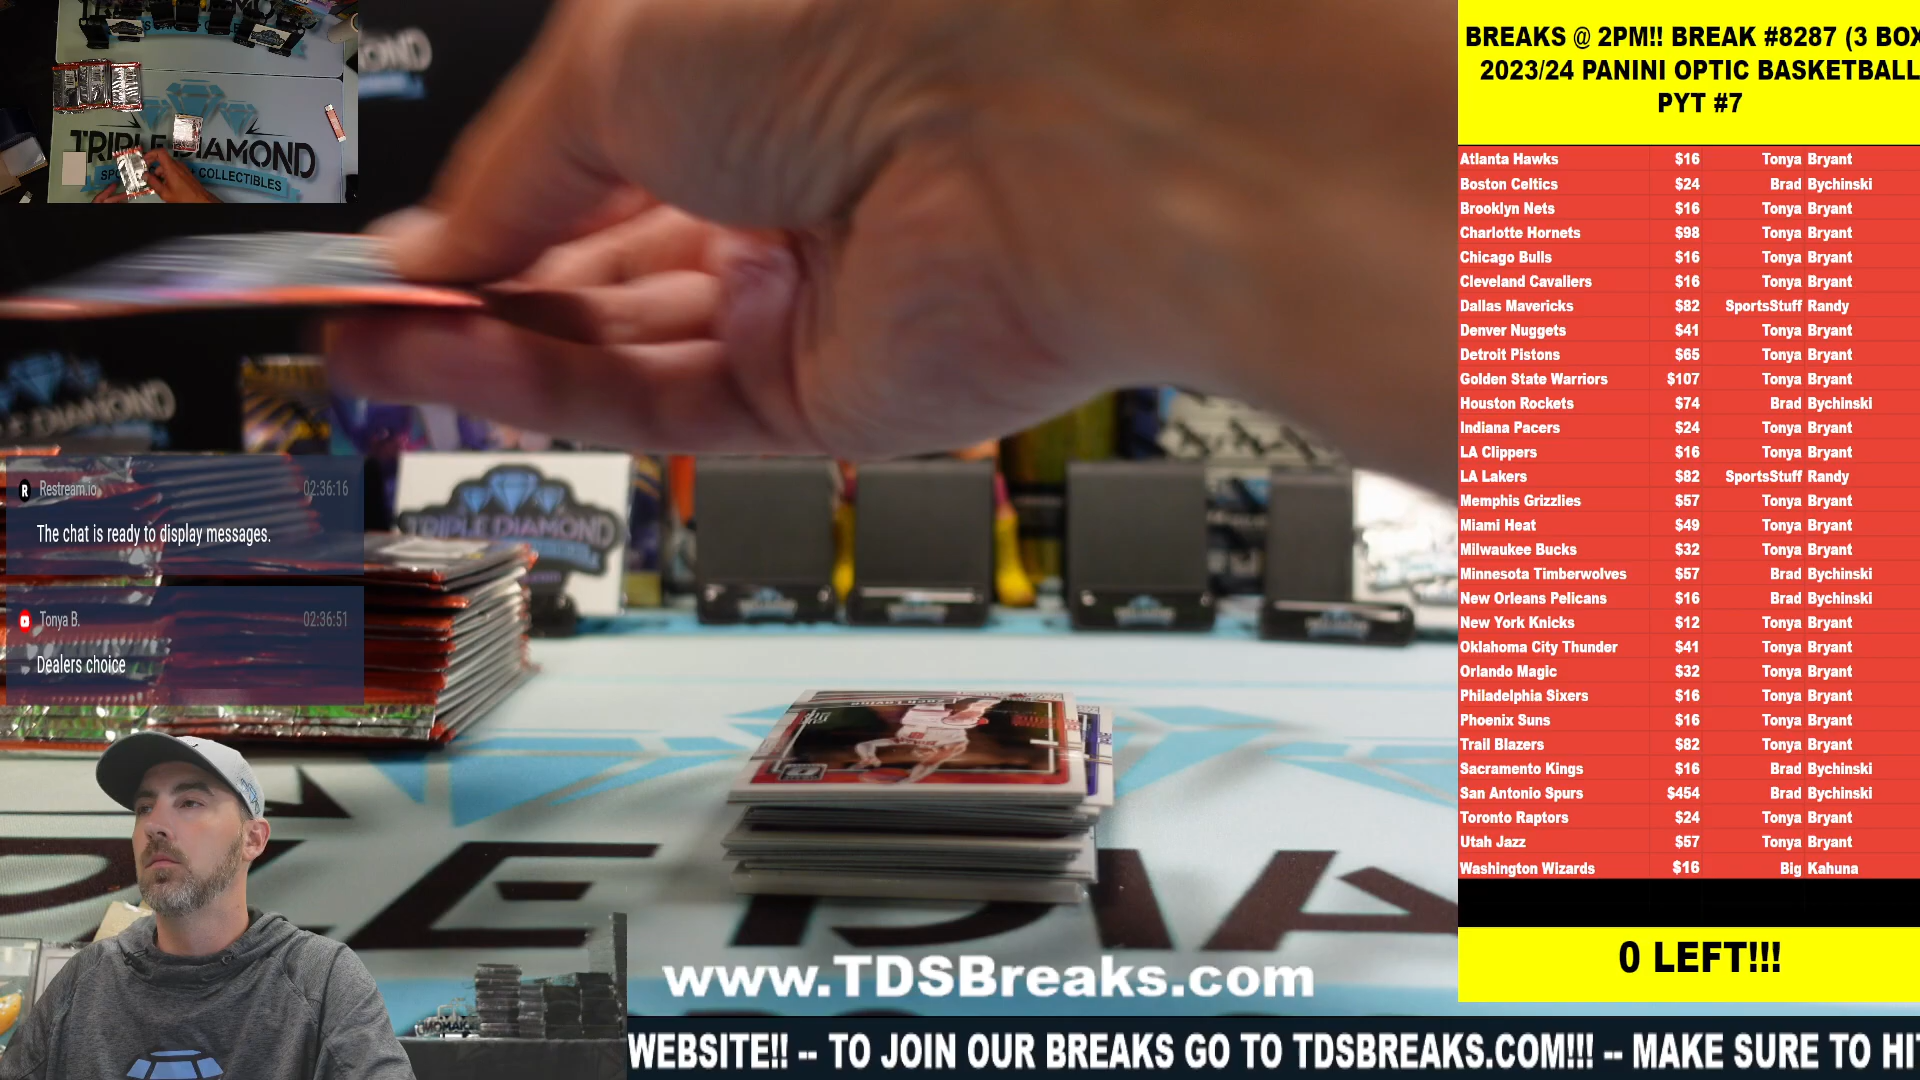 BREAKS @ 2PM!! BREAK #8287 (3 BOX
2023/24 PANINI OPTIC BASKETBALL
PYT #7
Atlanta Hawks $16 Tonya Bryant
Boston Celtics $24 Brad Bychinski
Brooklyn Nets $16 Tonya Bryant
Charlotte Hornets $98 Tonya Bryant
Chicago Bulls $16 Tonya Bryant
Cleveland Cavaliers $16 Tonya Bryant
Dallas Mavericks $82 SportsStuff Randy
Denver Nuggets $41 Tonya Bryant
Detroit Pistons $65 Tonya Bryant
Golden State Warriors $107 Tonya Bryant
Houston Rockets $74 Brad Bychinski
Indiana Pacers $24 Tonya Bryant
LA Clippers $16 Tonya Bryant
LA Lakers $82 SportsStuff Randy
Memphis Grizzlies $57 Tonya Bryant
Miami Heat $49 Tonya Bryant
Milwaukee Bucks $32 Tonya Bryant
Minnesota Timberwolves $57 Brad Bychinski
New Orleans Pelicans $16 Brad Bychinski
New York Knicks $12 Tonya Bryant
Oklahoma City Thunder $41 Tonya Bryant
Orlando Magic $32 Tonya Bryant
Philadelphia Sixers $16 Tonya Bryant
Phoenix Suns $16 Tonya Bryant
Trail Blazers $82 Tonya Bryant
Sacramento Kings $16 Brad Bychinski
San Antonio Spurs $454 Brad Bychinski
Toronto Raptors $24 Tonya Bryant
Utah Jazz $57 Tonya Bryant
Washington Wizards $16 Big Kahuna
0 LEFT!!!
TRIPLE DIAMOND
COLLECTIBLES
Restream.io 02:36:16
The chat is ready to display messages.
Tonya B. 02:36:51
Dealers choice
TRIPLE DIAMOND
www.TDSBreaks.com
WEBSITE!! -- TO JOIN OUR BREAKS GO TO TDSBREAKS.COM!!! -- MAKE SURE TO HIT